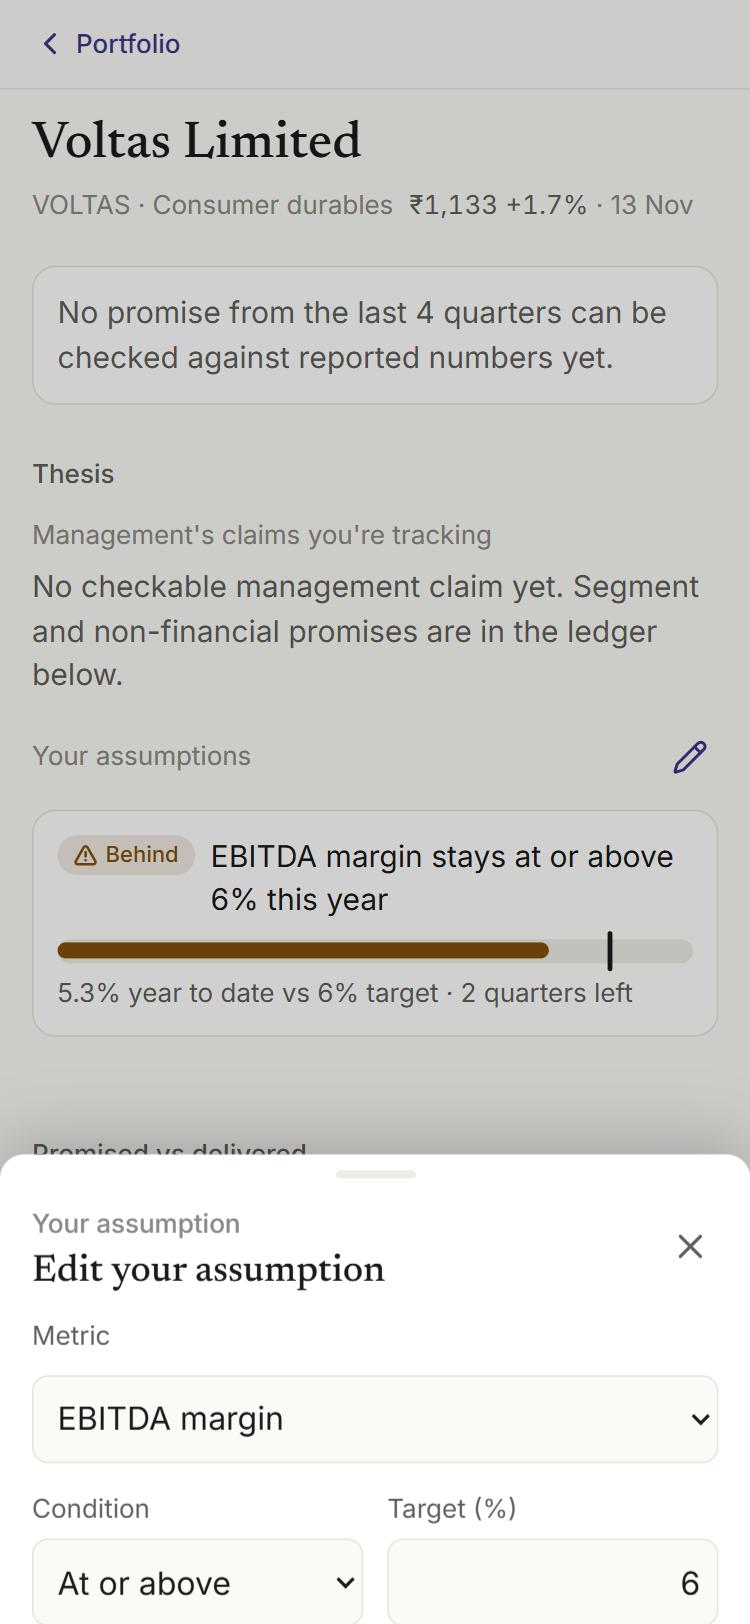 Portfolio
Voltas Limited
VOLTAS · Consumer durables ₹1,133 +1.7% · 13 Nov
No promise from the last 4 quarters can be
checked against reported numbers yet.
Thesis
Management's claims you're tracking
No checkable management claim yet. Segment
and non-financial promises are in the ledger
below.
Your assumptions
Behind
EBITDA margin stays at or above
6% this year
5.3% year to date vs 6% target · 2 quarters left
Promised vs delivered
Your assumption
Edit your assumption
Metric
EBITDA margin
Condition
Target (%)
At or above
6